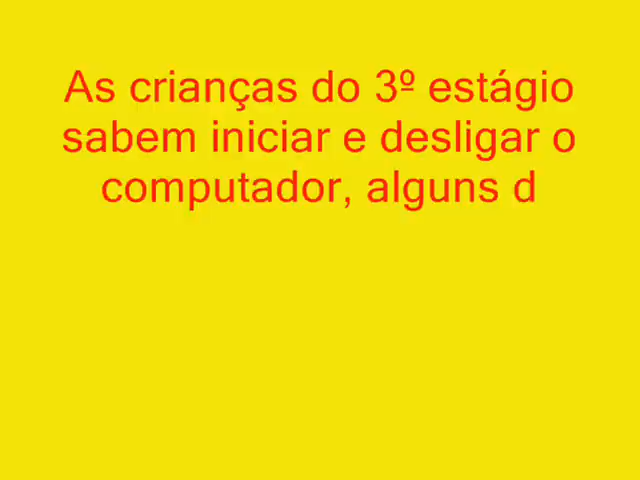 As crianças do 3º estágio
sabem iniciar e desligar o
computador, alguns d